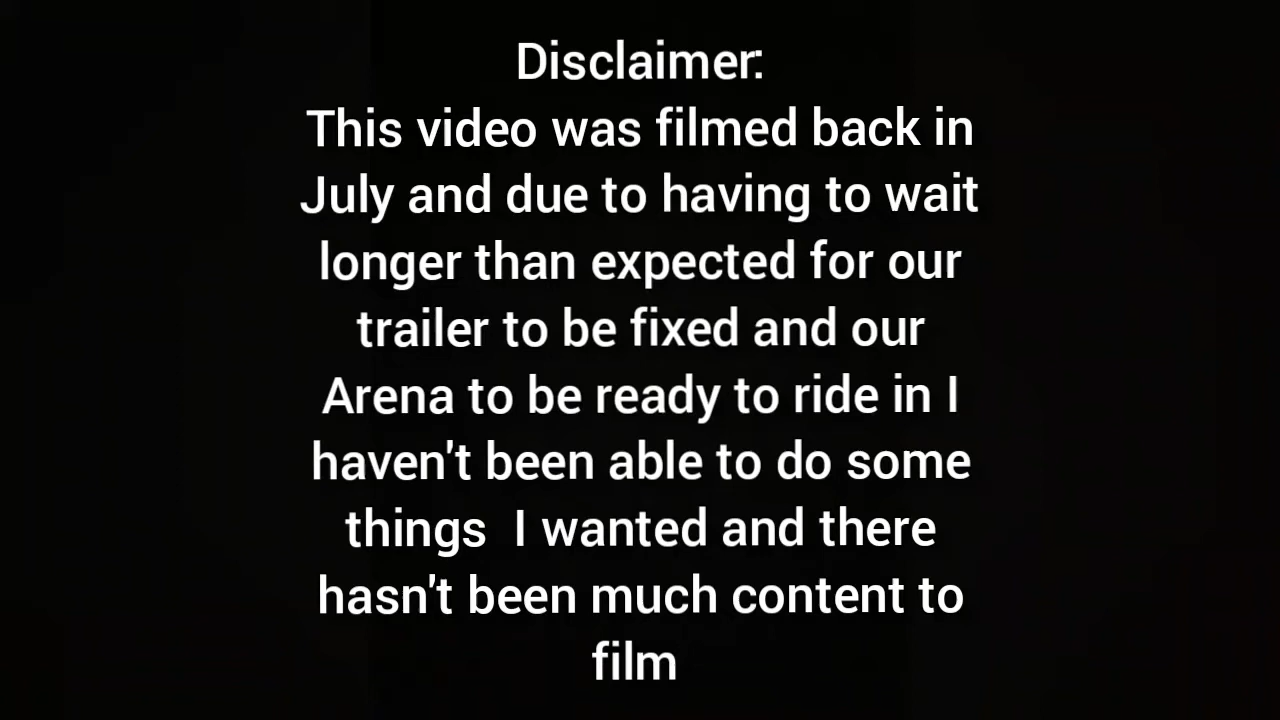 Disclaimer:
This video was filmed back in
July and due to having to wait
longer than expected for our
trailer to be fixed and our
Arena to be ready to ride in I
haven't been able to do some
things  I wanted and there
hasn't been much content to
film